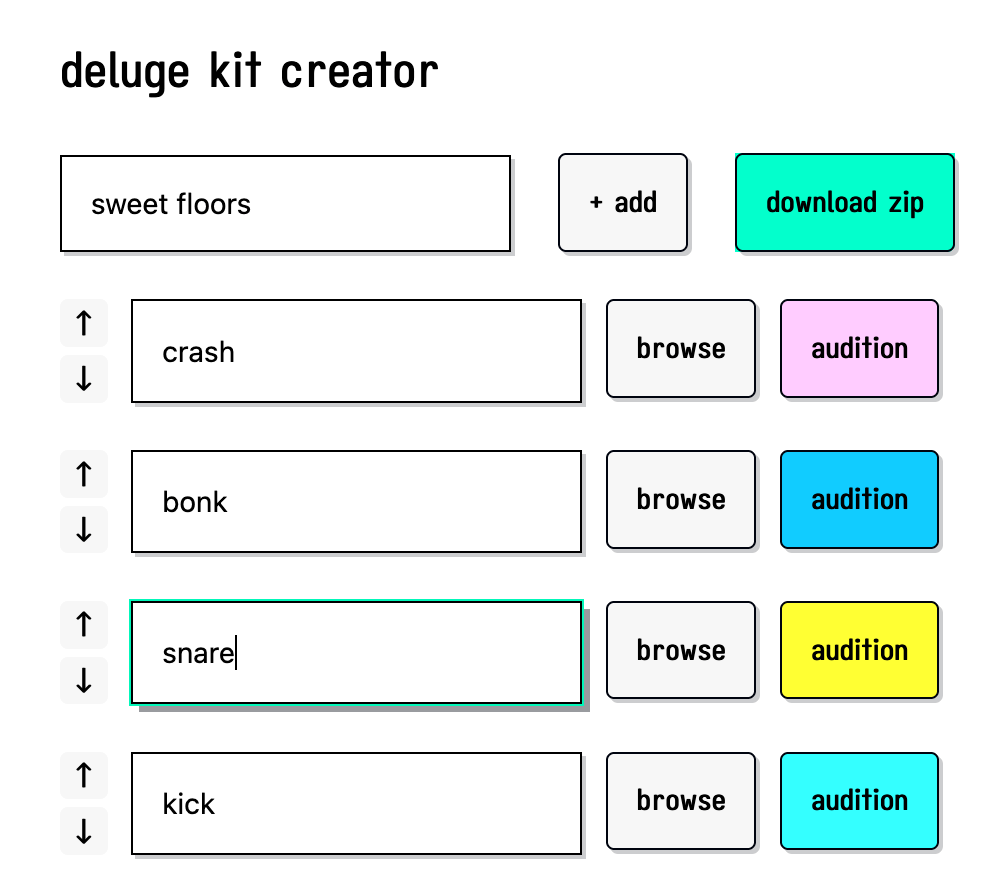 deluge kit creator
sweet floors + add download zip
↑
crash browse audition
↓
↑
bonk browse audition
↓
↑
snare browse audition
↓
↑
kick browse audition
↓